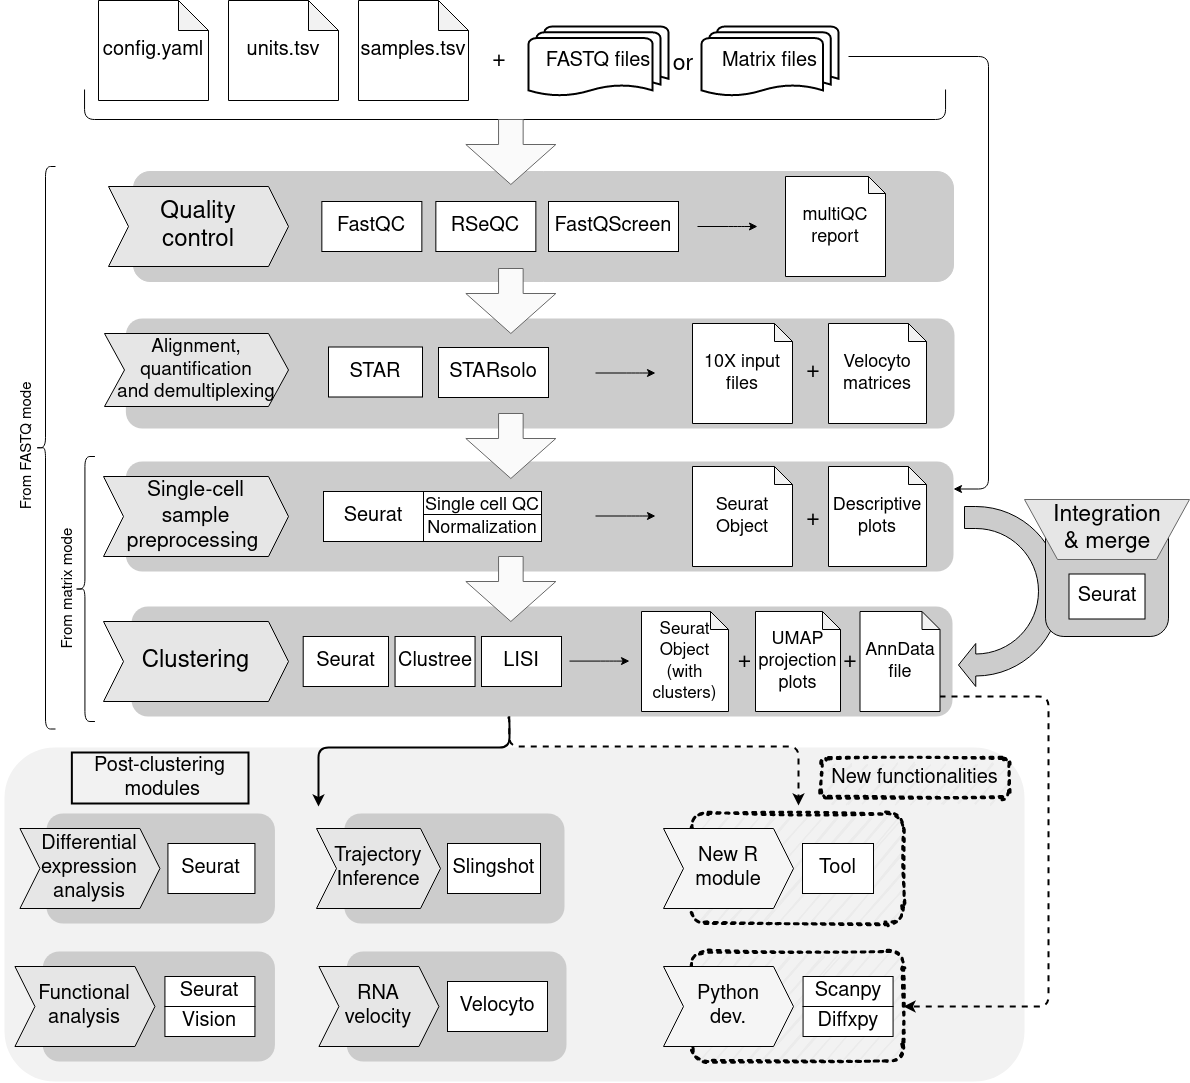 config.yaml
units.tsv
samples.tsv
+
FASTQ files
or
Matrix files
From FASTQ mode
From matrix mode
Quality
control
FastQC
RSeQC
FastQScreen
multiQC
report
Alignment,
quantification
and demultiplexing
STAR
STARsolo
10X input
files
+
Velocyto
matrices
Single-cell
sample
preprocessing
Seurat
Single cell QC
Normalization
Seurat
Object
+
Descriptive
plots
Integration
& merge
Seurat
Clustering
Seurat
Clustree
LISI
Seurat
Object
(with
clusters)
+
UMAP
projection
plots
+
AnnData
file
Post-clustering
modules
New functionalities
Differential
expression
analysis
Seurat
Trajectory
Inference
Slingshot
New R
module
Tool
Functional
analysis
Seurat
Vision
RNA
velocity
Velocyto
Python
dev.
Scanpy
Diffxpy